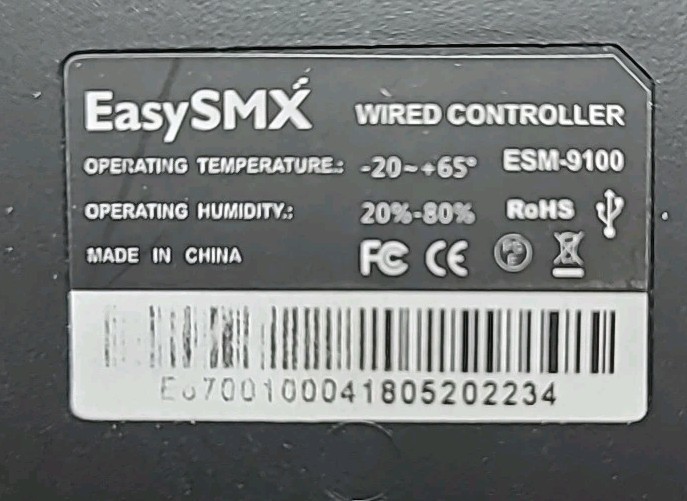 EasySMX WIRED CONTROLLER
OPERATING TEMPERATURE.: -20~+65° ESM-9100
OPERATING HUMIDITY.: 20%-80% RoHS
MADE IN CHINA FC CE